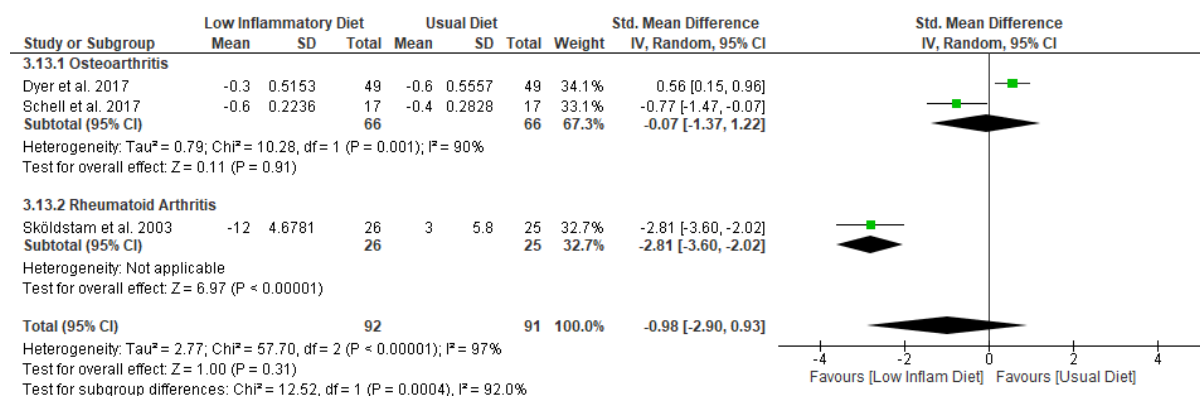 Low Inflammatory Diet Usual Diet Std. Mean Difference Std. Mean Difference
Study or Subgroup Mean SD Total Mean SD Total Weight IV, Random, 95% CI IV, Random, 95% CI
3.13.1 Osteoarthritis
Dyer et al. 2017 -0.3 0.5153 49 -0.6 0.5557 49 34.1% 0.56 [0.15, 0.96]
Schell et al. 2017 -0.6 0.2236 17 -0.4 0.2828 17 33.1% -0.77 [-1.47, -0.07]
Subtotal (95% CI) 66 66 67.3% -0.07 [-1.37, 1.22]
Heterogeneity: Tau² = 0.79; Chi² = 10.28, df = 1 (P = 0.001); I² = 90%
Test for overall effect: Z = 0.11 (P = 0.91)
3.13.2 Rheumatoid Arthritis
Sköldstam et al. 2003 -12 4.6781 26 3 5.8 25 32.7% -2.81 [-3.60, -2.02]
Subtotal (95% CI) 26 25 32.7% -2.81 [-3.60, -2.02]
Heterogeneity: Not applicable
Test for overall effect: Z = 6.97 (P < 0.00001)
Total (95% CI) 92 91 100.0% -0.98 [-2.90, 0.93]
Heterogeneity: Tau² = 2.77; Chi² = 57.70, df = 2 (P < 0.00001); I² = 97%
Test for overall effect: Z = 1.00 (P = 0.31)
Test for subgroup differences: Chi² = 12.52, df = 1 (P = 0.0004), I² = 92.0%
-4 -2 0 2 4
Favours [Low Inflam Diet] Favours [Usual Diet]